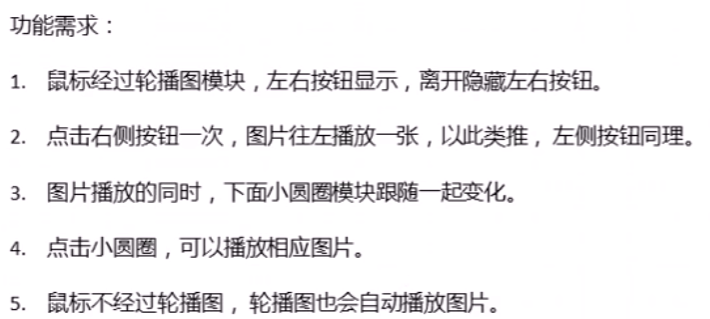 功能需求：
1. 鼠标经过轮播图模块，左右按钮显示，离开隐藏左右按钮。
2. 点击右侧按钮一次，图片往左播放一张，以此类推， 左侧按钮同理。
3. 图片播放的同时，下面小圆圈模块跟随一起变化。
4. 点击小圆圈，可以播放相应图片。
5. 鼠标不经过轮播图， 轮播图也会自动播放图片。